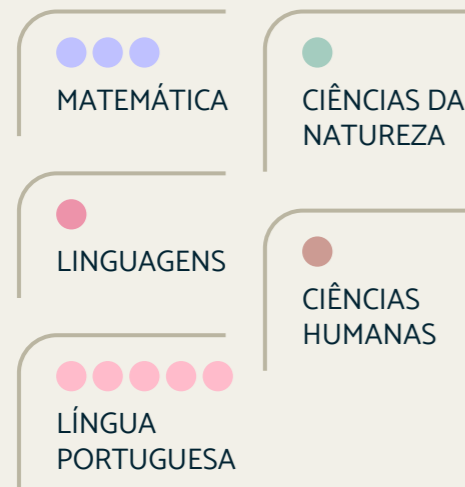 MATEMÁTICA
LINGUAGENS
LÍNGUA
PORTUGUESA
CIÊNCIAS DA
NATUREZA
CIÊNCIAS
HUMANAS